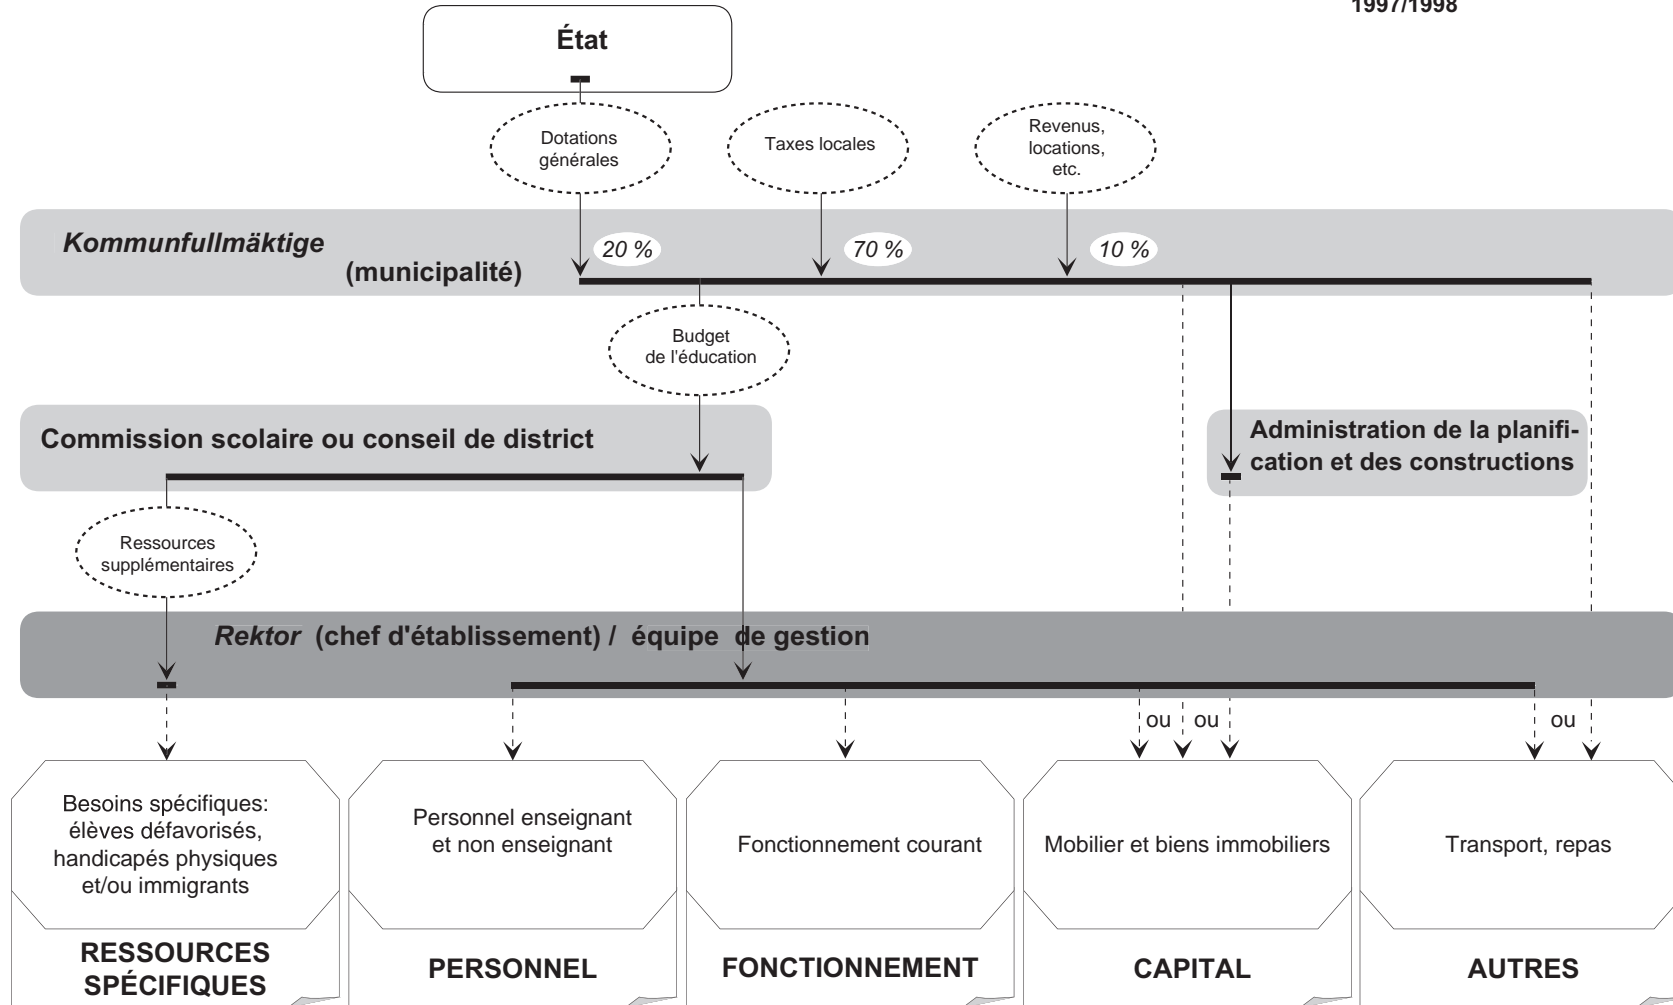 1997/1998
État
Dotations
générales
Taxes locales
Revenus,
locations,
etc.
Kommunfullmäktige
(municipalité)
20 %
70 %
10 %
Budget
de l'éducation
Commission scolaire ou conseil de district
Administration de la planifi-
cation et des constructions
Ressources
supplémentaires
Rektor (chef d'établissement) / équipe de gestion
ou
ou
ou
Besoins spécifiques:
élèves défavorisés,
handicapés physiques
et/ou immigrants
Personnel enseignant
et non enseignant
Fonctionnement courant
Mobilier et biens immobiliers
Transport, repas
RESSOURCES
SPÉCIFIQUES
PERSONNEL
FONCTIONNEMENT
CAPITAL
AUTRES